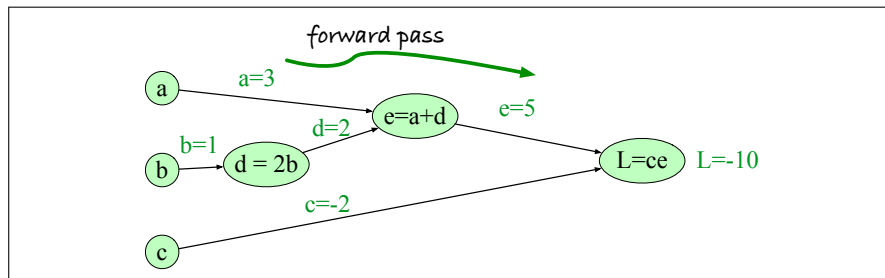 forward pass
a
a=3
e=a+d
e=5
d=2
b=1
b
d = 2b
L=ce
L=-10
c=-2
c